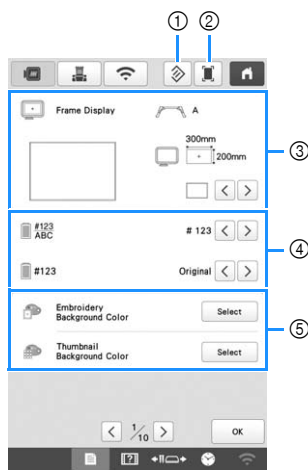 ① ②
Frame Display
A
300mm
200mm
③
#123
ABC
# 123
④
#123
Original
Embroidery
Background Color
Select
⑤
Thumbnail
Background Color
Select
1/10
OK